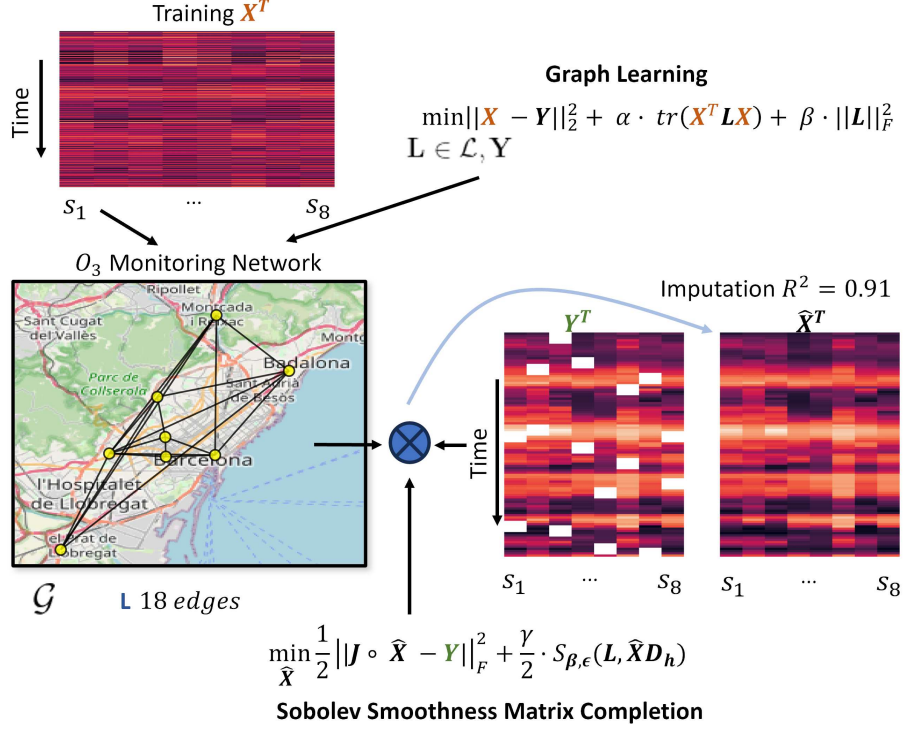 Training X^T
Time
s_1 ... s_8
Graph Learning
min||X - Y||_2^2 + α · tr(X^T LX) + β · ||L||_F^2
L ∈ ℒ, Y
O_3 Monitoring Network
Ripollet
Montcada
i Reixac
Sant Cugat
del Vallès
Montg
Badalona
Parc de
Collserola
Sant Adrià
de Besòs
Barcelona
l'Hospitalet
de Llobregat
el Prat de
Llobregat
𝒢 L 18 edges
Imputation R^2 = 0.91
Y^T
X̂^T
Time
s_1 ... s_8
s_1 ... s_8
min 1/2 ||J ∘ X̂ - Y||_F^2 + γ/2 · S_{β,ϵ}(L, X̂D_h)
X̂
Sobolev Smoothness Matrix Completion